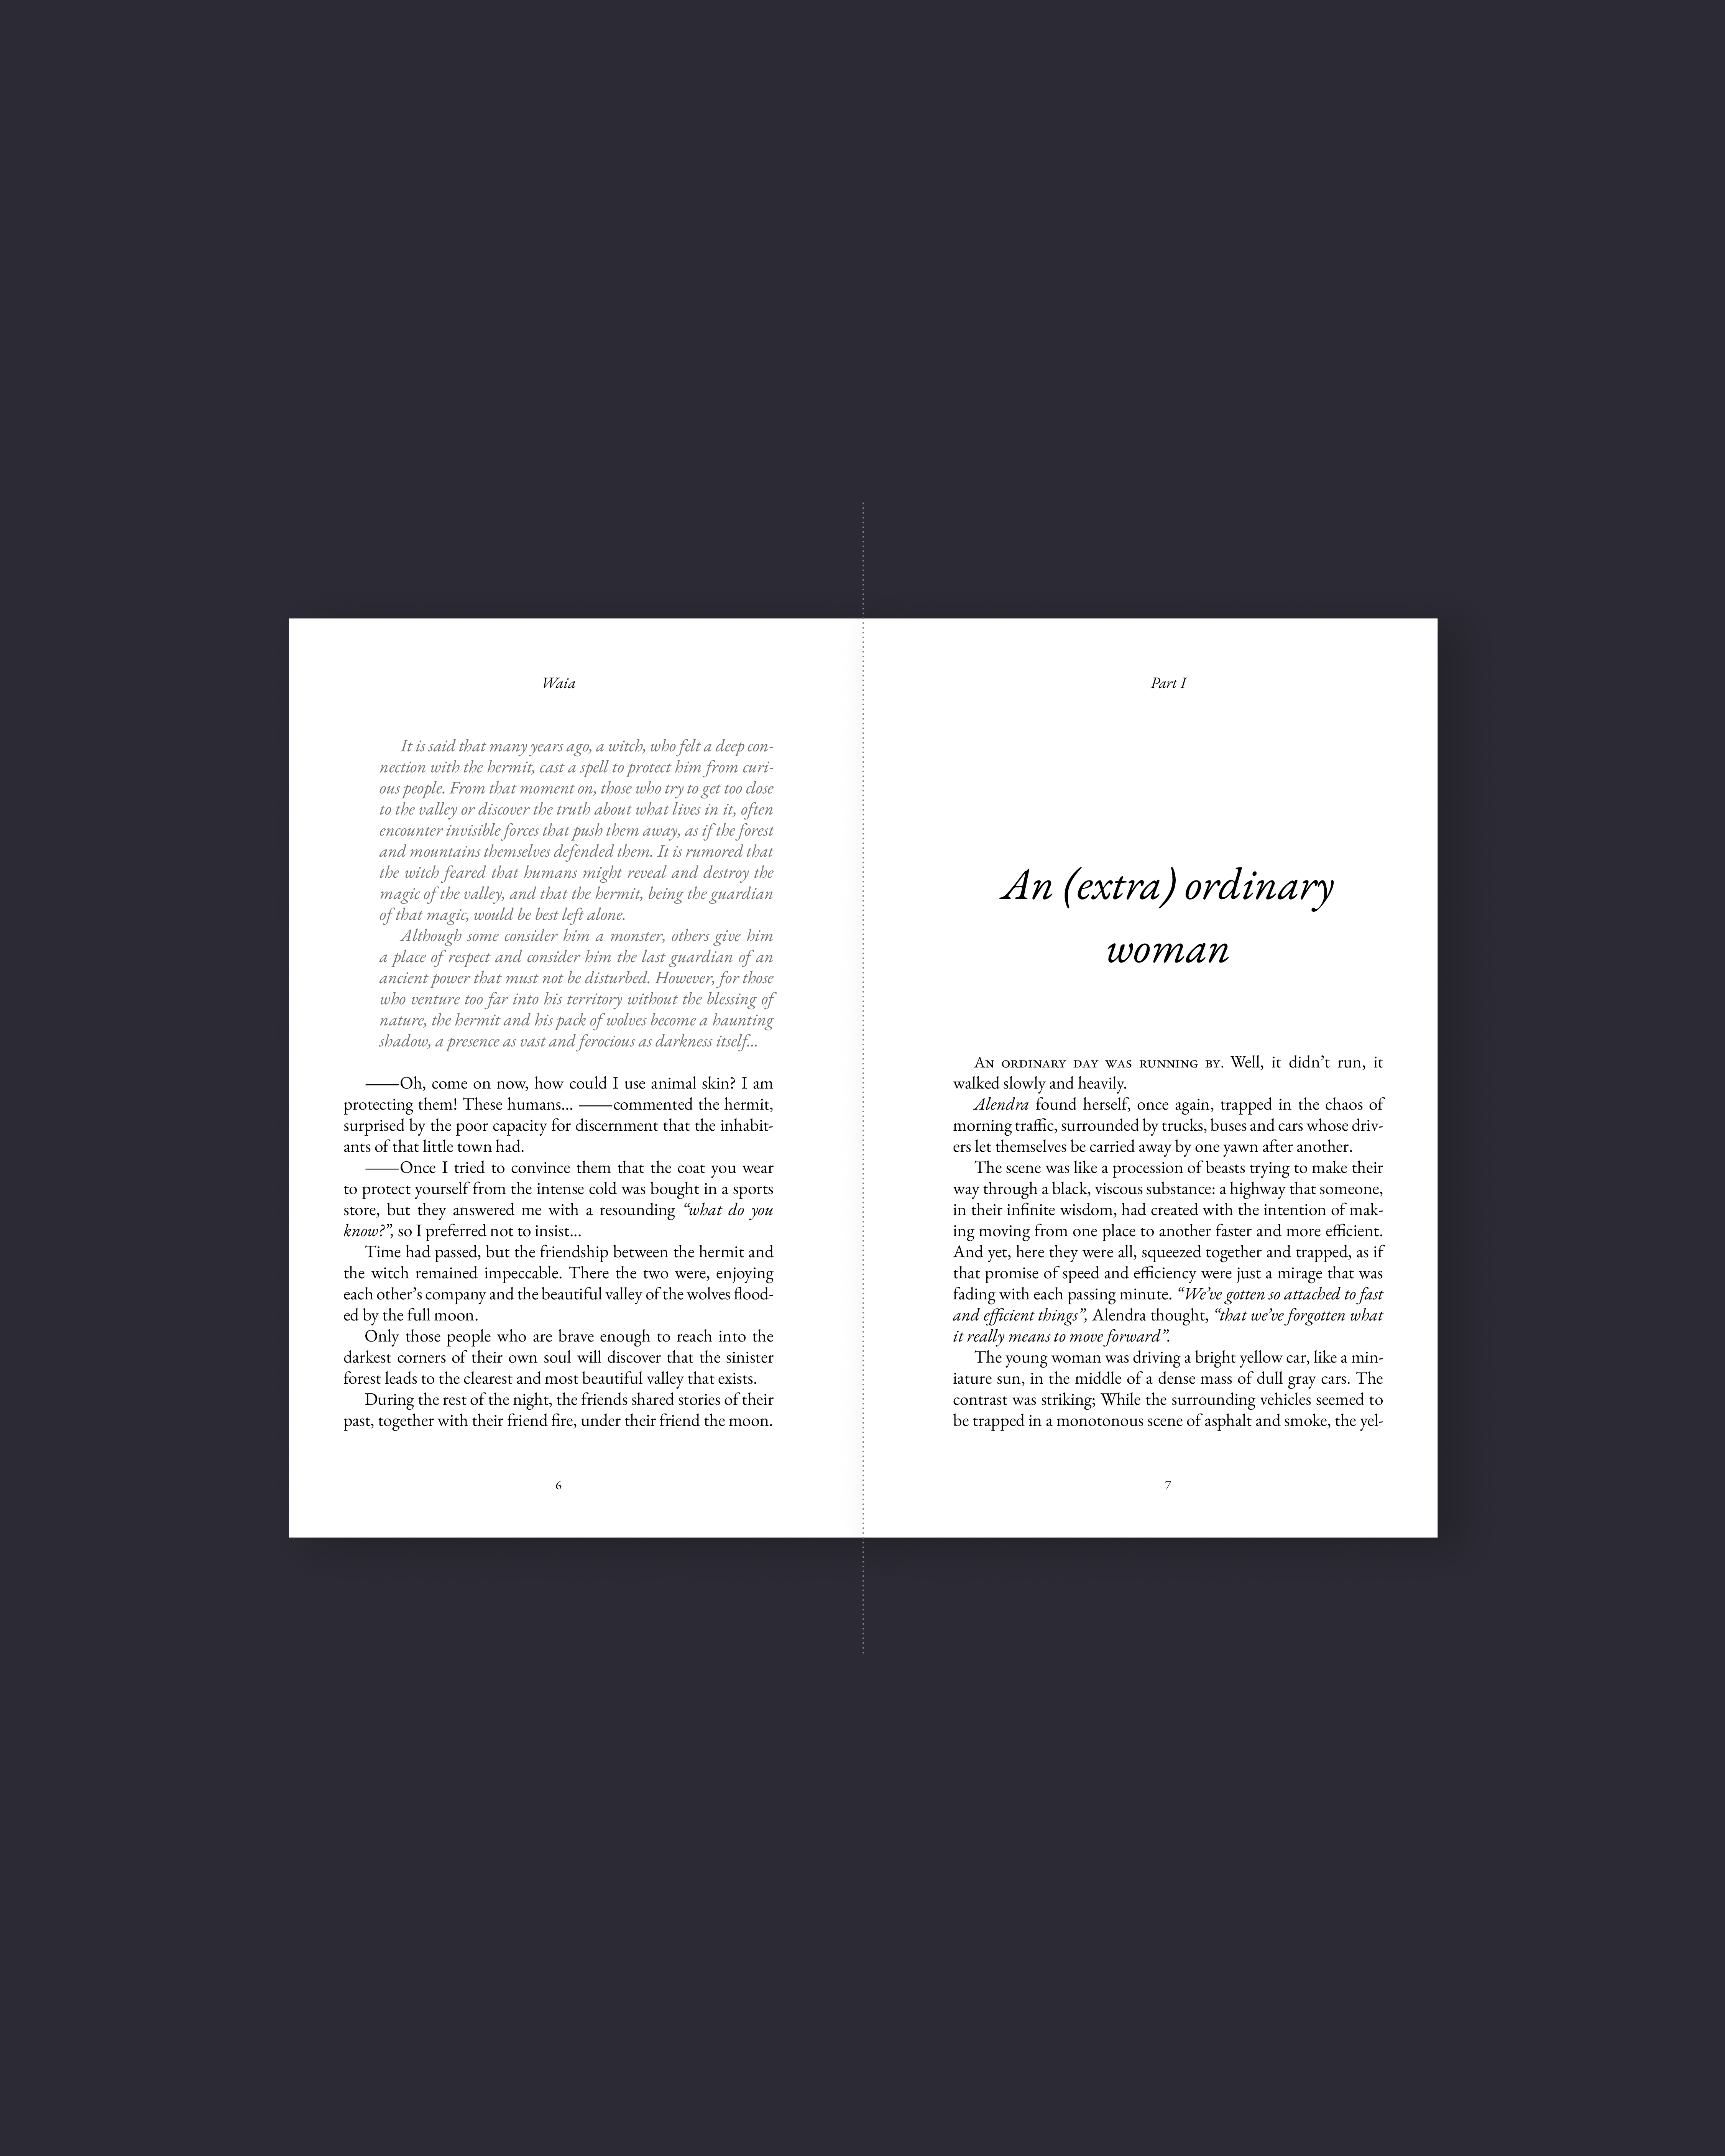 Waia
It is said that many years ago, a witch, who felt a deep con-
nection with the hermit, cast a spell to protect him from curi-
ous people. From that moment on, those who try to get too close
to the valley or discover the truth about what lives in it, often
encounter invisible forces that push them away, as if the forest
and mountains themselves defended them. It is rumored that
the witch feared that humans might reveal and destroy the
magic of the valley, and that the hermit, being the guardian
of that magic, would be best left alone.
Although some consider him a monster, others give him
a place of respect and consider him the last guardian of an
ancient power that must not be disturbed. However, for those
who venture too far into his territory without the blessing of
nature, the hermit and his pack of wolves become a haunting
shadow, a presence as vast and ferocious as darkness itself...
——Oh, come on now, how could I use animal skin? I am
protecting them! These humans... ——commented the hermit,
surprised by the poor capacity for discernment that the inhabit-
ants of that little town had.
——Once I tried to convince them that the coat you wear
to protect yourself from the intense cold was bought in a sports
store, but they answered me with a resounding “what do you
know?”, so I preferred not to insist...
Time had passed, but the friendship between the hermit and
the witch remained impeccable. There the two were, enjoying
each other’s company and the beautiful valley of the wolves flood-
ed by the full moon.
Only those people who are brave enough to reach into the
darkest corners of their own soul will discover that the sinister
forest leads to the clearest and most beautiful valley that exists.
During the rest of the night, the friends shared stories of their
past, together with their friend fire, under their friend the moon.
6
Part I
An (extra) ordinary
woman
An ordinary day was running by. Well, it didn’t run, it
walked slowly and heavily.
Alendra found herself, once again, trapped in the chaos of
morning traffic, surrounded by trucks, buses and cars whose driv-
ers let themselves be carried away by one yawn after another.
The scene was like a procession of beasts trying to make their
way through a black, viscous substance: a highway that someone,
in their infinite wisdom, had created with the intention of mak-
ing moving from one place to another faster and more efficient.
And yet, here they were all, squeezed together and trapped, as if
that promise of speed and efficiency were just a mirage that was
fading with each passing minute. “We’ve gotten so attached to fast
and efficient things”, Alendra thought, “that we’ve forgotten what
it really means to move forward”.
The young woman was driving a bright yellow car, like a min-
iature sun, in the middle of a dense mass of dull gray cars. The
contrast was striking; While the surrounding vehicles seemed to
be trapped in a monotonous scene of asphalt and smoke, the yel-
7